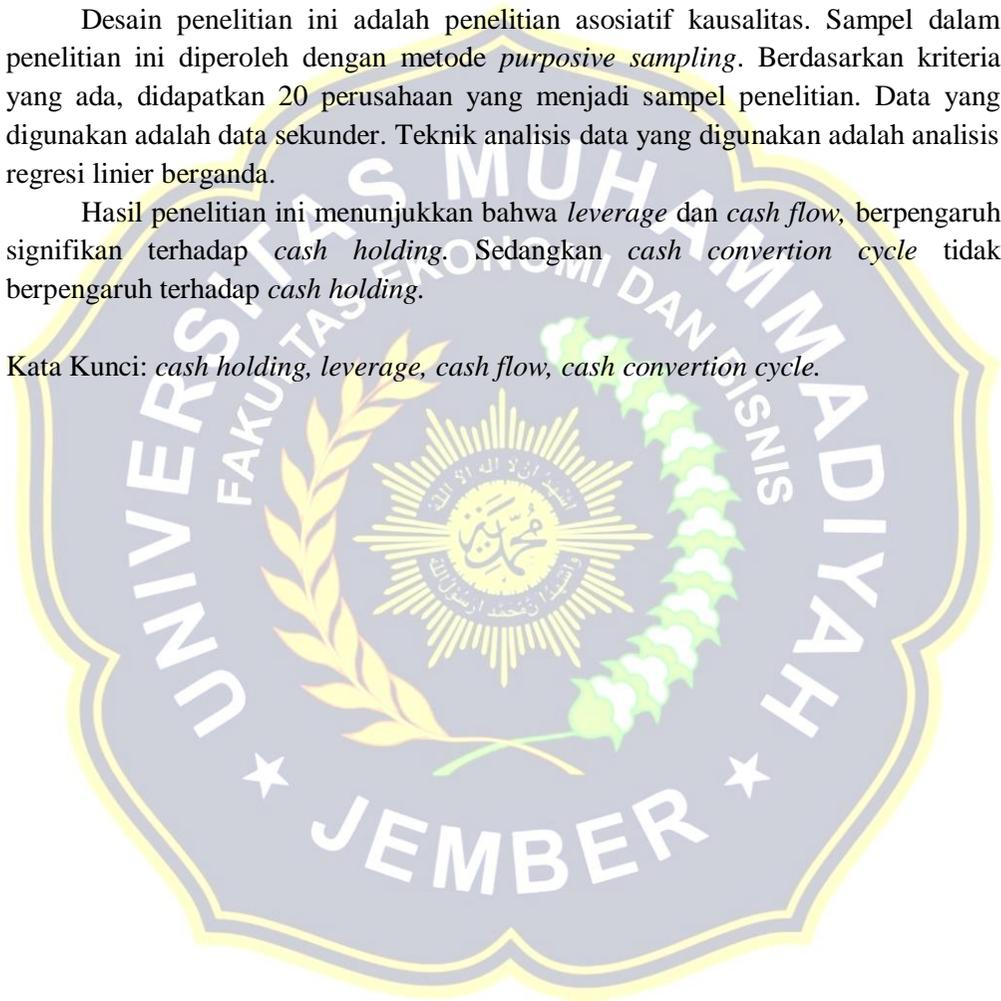 Desain penelitian ini adalah penelitian asosiatif kausalitas. Sampel dalam
penelitian ini diperoleh dengan metode purposive sampling. Berdasarkan kriteria
yang ada, didapatkan 20 perusahaan yang menjadi sampel penelitian. Data yang
digunakan adalah data sekunder. Teknik analisis data yang digunakan adalah analisis
regresi linier berganda.
Hasil penelitian ini menunjukkan bahwa leverage dan cash flow, berpengaruh
signifikan terhadap cash holding. Sedangkan cash convertion cycle tidak
berpengaruh terhadap cash holding.
Kata Kunci: cash holding, leverage, cash flow, cash convertion cycle.
UNIVERSITAS MUHAMMADIYAH
FAKULTAS EKONOMI DAN BISNIS
JEMBER